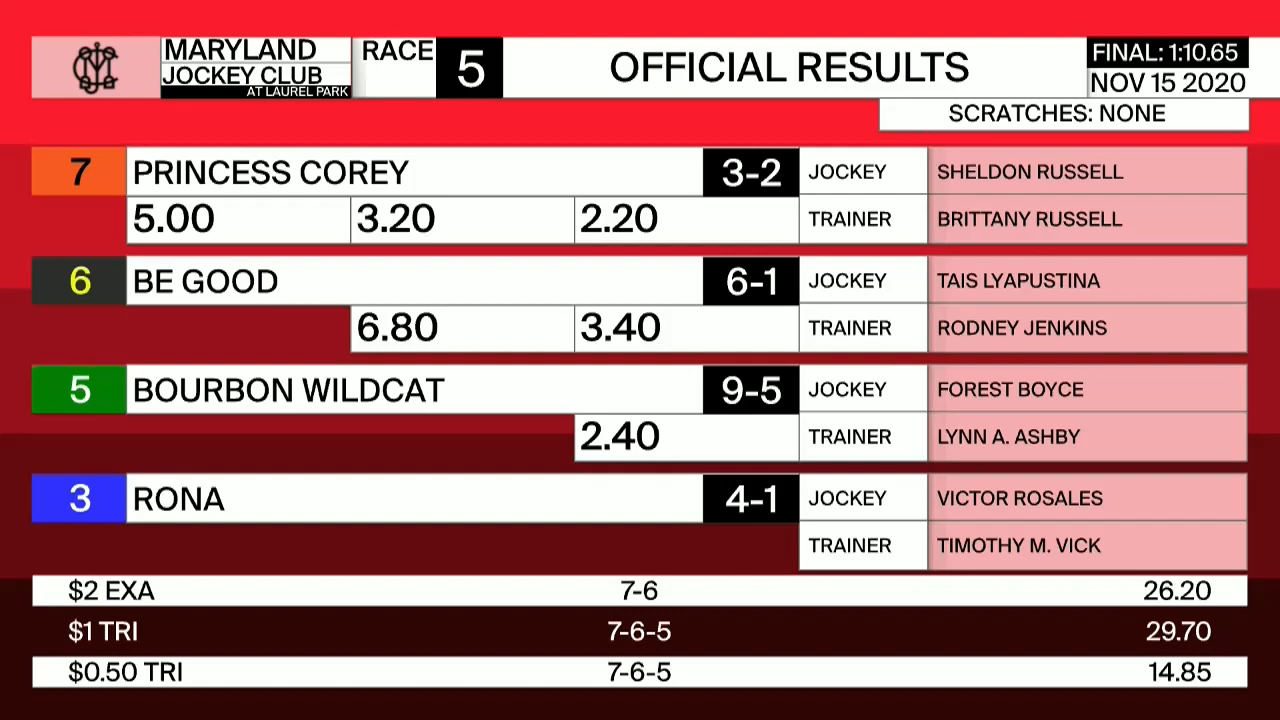 MARYLAND
JOCKEY CLUB
AT LAUREL PARK
RACE 5
OFFICIAL RESULTS
FINAL: 1:10.65
NOV 15 2020
SCRATCHES: NONE
7 PRINCESS COREY 3-2 JOCKEY SHELDON RUSSELL
5.00 3.20 2.20 TRAINER BRITTANY RUSSELL
6 BE GOOD 6-1 JOCKEY TAIS LYAPUSTINA
6.80 3.40 TRAINER RODNEY JENKINS
5 BOURBON WILDCAT 9-5 JOCKEY FOREST BOYCE
2.40 TRAINER LYNN A. ASHBY
3 RONA 4-1 JOCKEY VICTOR ROSALES
TRAINER TIMOTHY M. VICK
$2 EXA 7-6 26.20
$1 TRI 7-6-5 29.70
$0.50 TRI 7-6-5 14.85